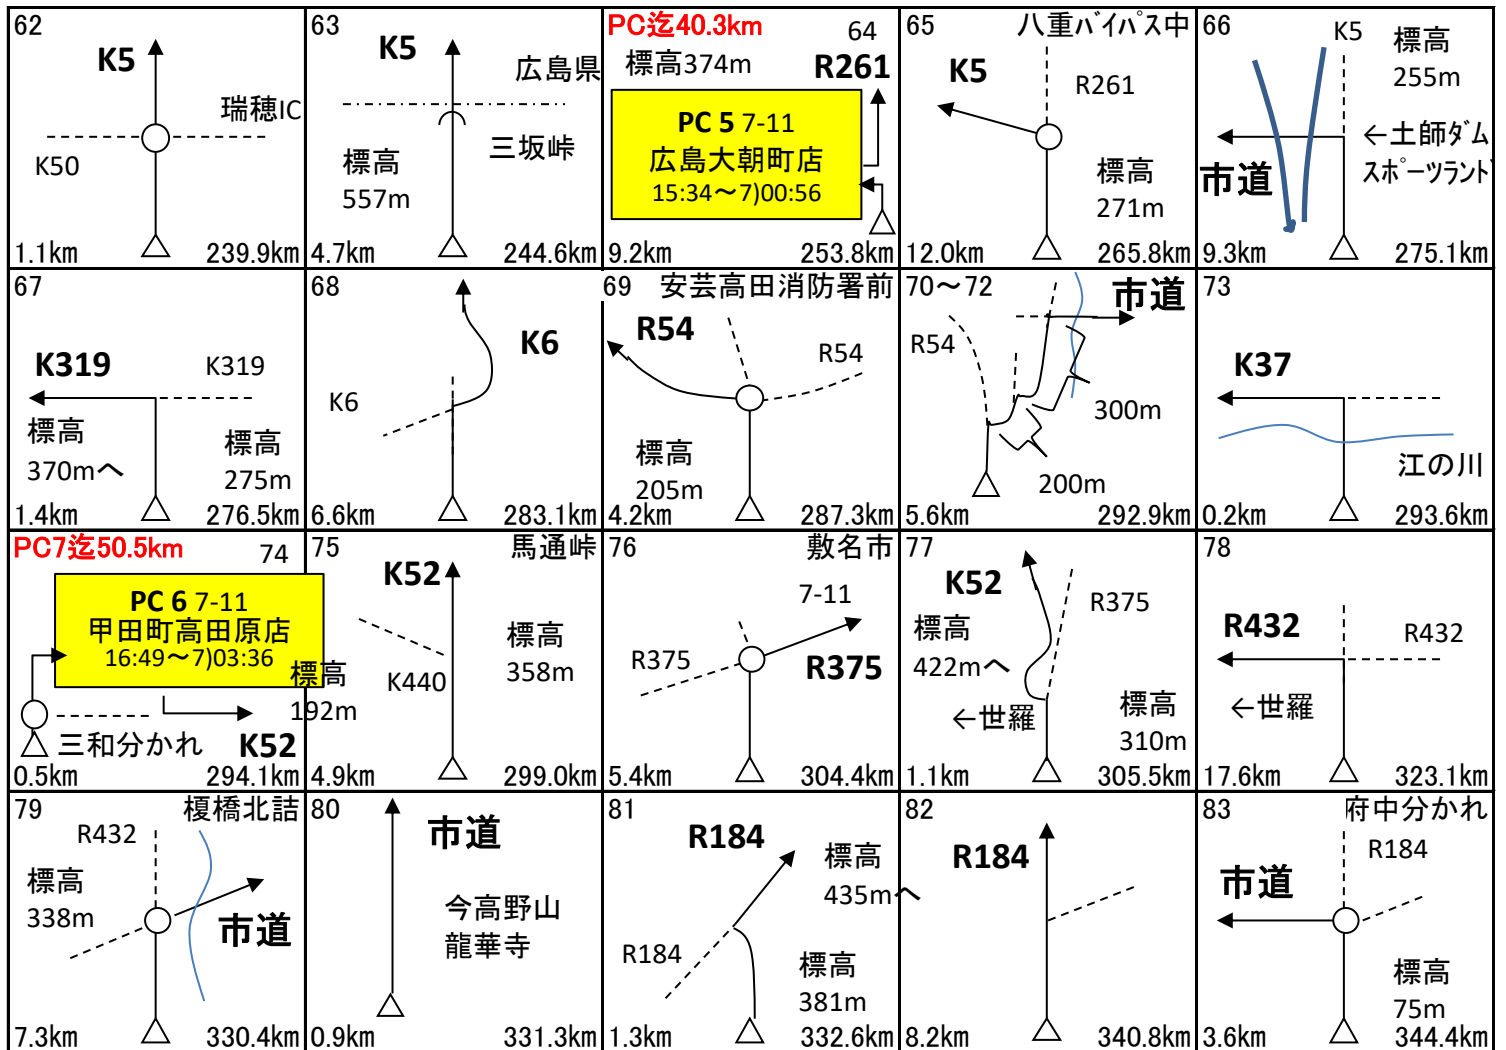 62
K5
瑞穂IC
K50
1.1km
239.9km
63
K5
広島県
三坂峠
標高
557m
4.7km
244.6km
PC迄40.3km
64
標高374m
R261
PC 5 7-11
広島大朝町店
15:34～7)00:56
9.2km
253.8km
65
八重ﾊﾞｲﾊﾟｽ中
K5
R261
標高
271m
12.0km
265.8km
66
K5
標高
255m
←土師ﾀﾞﾑ
ｽﾎﾟｰﾂランド
市道
9.3km
275.1km
67
K319
K319
標高
370mへ
標高
275m
1.4km
276.5km
68
K6
K6
6.6km
283.1km
69
安芸高田消防署前
R54
R54
標高
205m
4.2km
287.3km
70～72
市道
R54
300m
200m
5.6km
292.9km
73
K37
江の川
0.2km
293.6km
PC7迄50.5km
74
PC 6 7-11
甲田町高田原店
16:49～7)03:36
標高
192m
三和分かれ
K52
0.5km
294.1km
75
馬通峠
K52
標高
358m
K440
4.9km
299.0km
76
敷名市
7-11
R375
R375
5.4km
304.4km
77
K52
R375
標高
422mへ
←世羅
標高
310m
1.1km
305.5km
78
R432
R432
←世羅
17.6km
323.1km
79
榎橋北詰
R432
標高
338m
市道
7.3km
330.4km
80
市道
今高野山
龍華寺
0.9km
331.3km
81
R184
標高
435mへ
R184
標高
381m
1.3km
332.6km
82
R184
8.2km
340.8km
83
府中分かれ
R184
市道
標高
75m
3.6km
344.4km